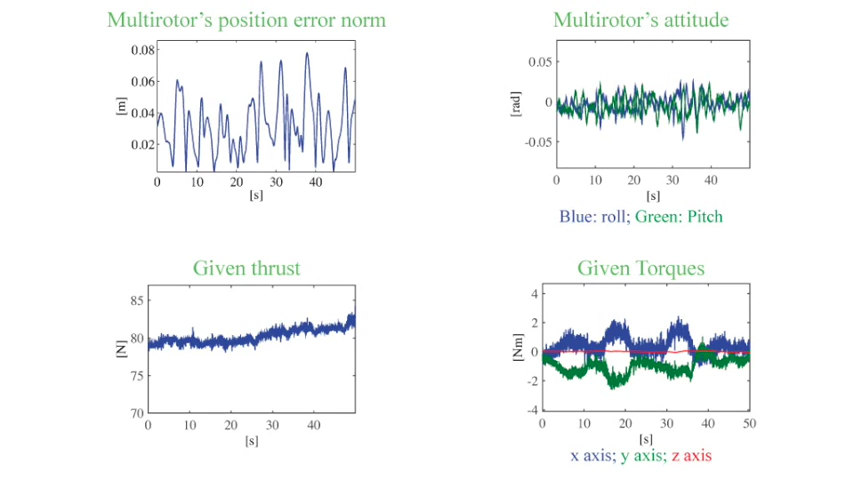 Multirotor's position error norm
0.08
0.06
0.04
0.02
[m]
0 10 20 30 40
[s]
Multirotor's attitude
0.05
0
-0.05
[rad]
0 10 20 30 40
[s]
Blue: roll; Green: Pitch
Given thrust
85
80
75
70
[N]
0 10 20 30 40
[s]
Given Torques
4
2
0
-2
-4
[Nm]
0 10 20 30 40 50
[s]
x axis; y axis; z axis